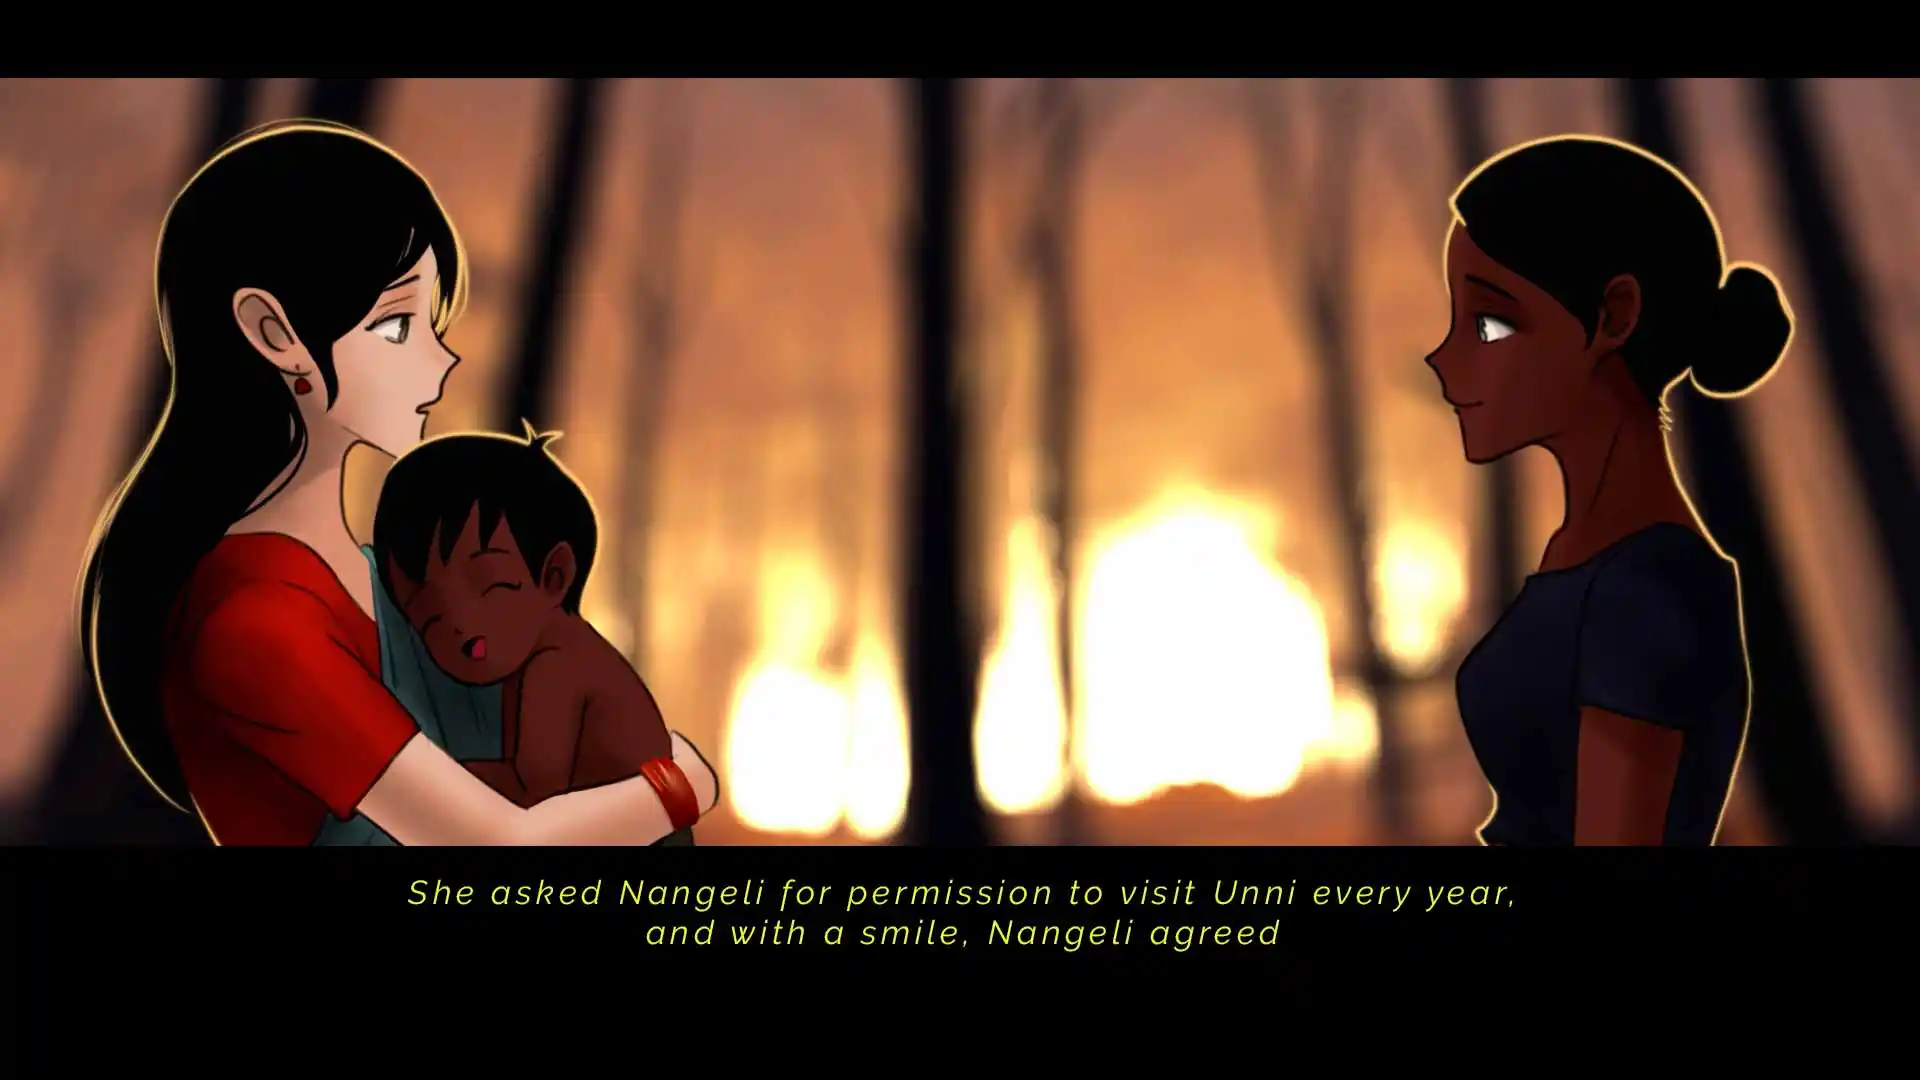 She asked Nangeli for permission to visit Unni every year,
and with a smile, Nangeli agreed